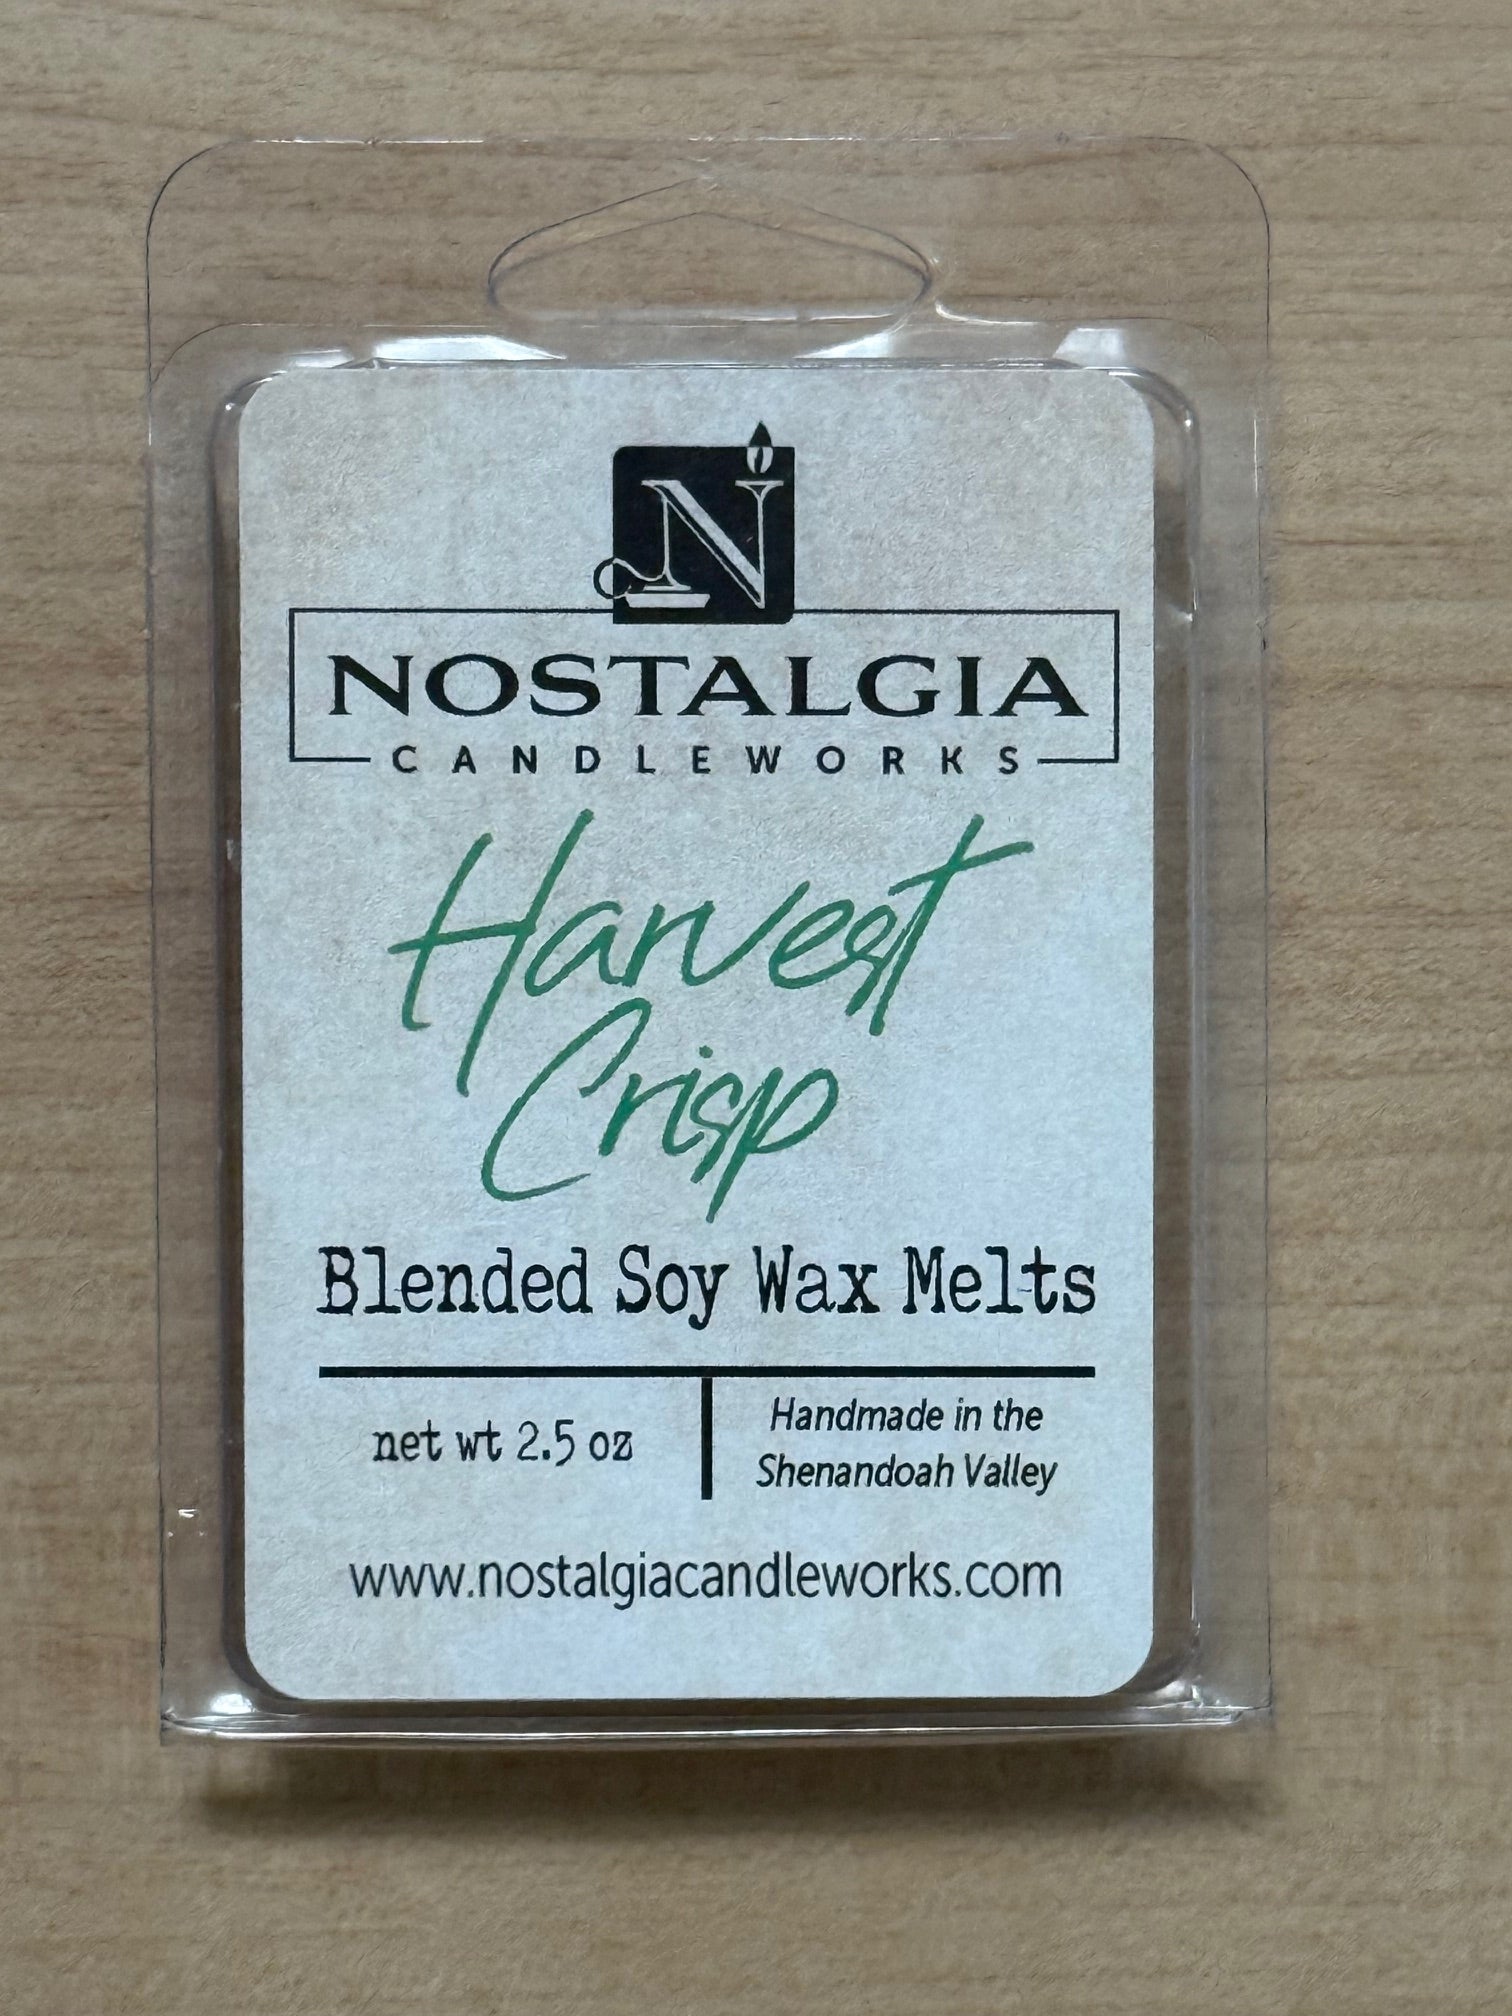 N
NOSTALGIA
CANDLEWORKS
Harvest
Crisp
Blended Soy Wax Melts
net wt 2.5 oz
Handmade in the
Shenandoah Valley
www.nostalgiacandleworks.com